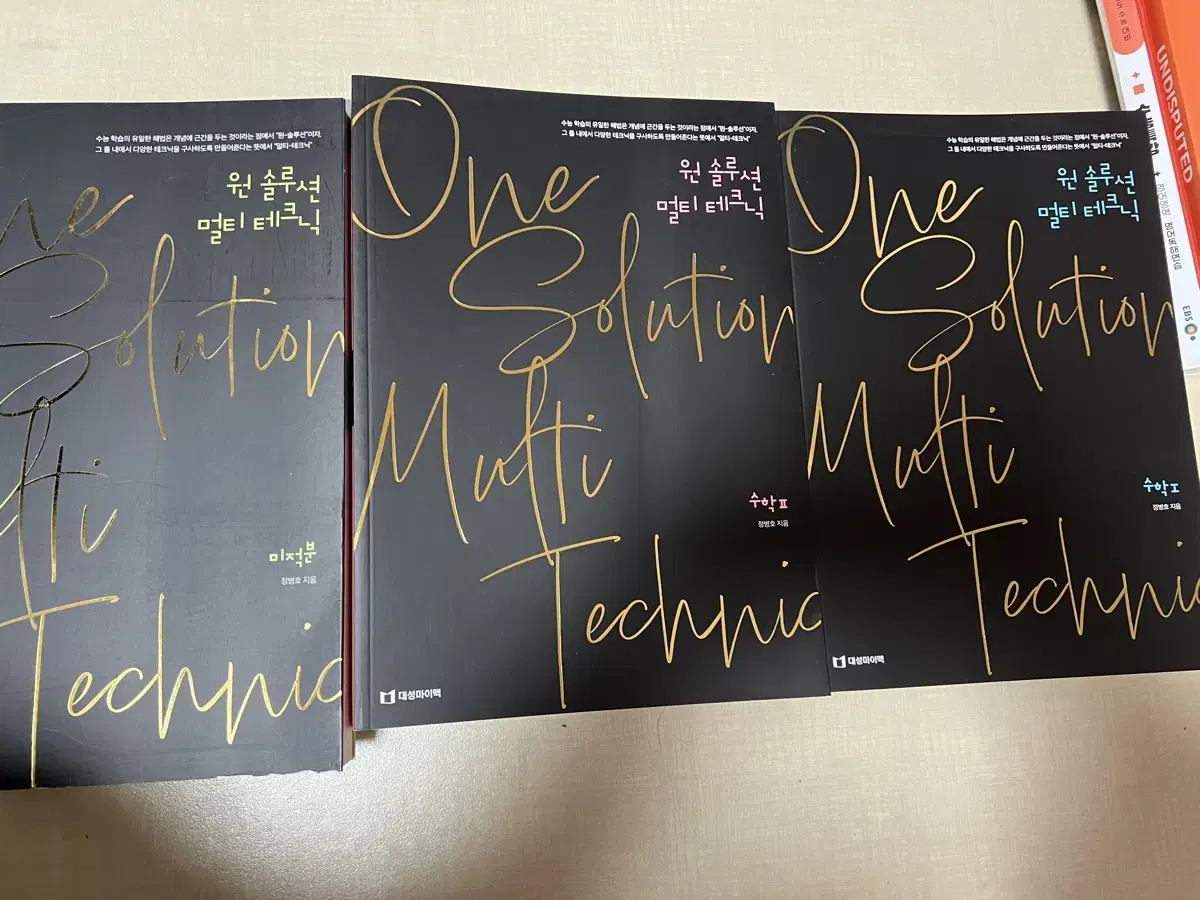 수능 학습의 유일한 해법은 개념에 근간을 두는 것이라는 점에서 "원-솔루션"이자,
그 틀 내에서 다양한 테크닉을 구사하도록 만들어준다는 뜻에서 "멀티-테크닉"
원 솔루션
멀티 테크닉
ne
Solution
lti
Technic
미적분
정병호 지음
수능 학습의 유일한 해법은 개념에 근간을 두는 것이라는 점에서 "원-솔루션"이자,
그 틀 내에서 다양한 테크닉을 구사하도록 만들어준다는 뜻에서 "멀티-테크닉"
원 솔루션
멀티 테크닉
One
Solution
Multi
Technic
수학 II
정병호 지음
대성마이맥
수능 학습의 유일한 해법은 개념에 근간을 두는 것이라는 점에서 "원-솔루션"이자,
그 틀 내에서 다양한 테크닉을 구사하도록 만들어준다는 뜻에서 "멀티-테크닉"
원 솔루션
멀티 테크닉
One
Solution
Multi
Technic
수학 I
정병호 지음
대성마이맥
UNDISPUTED
EBS